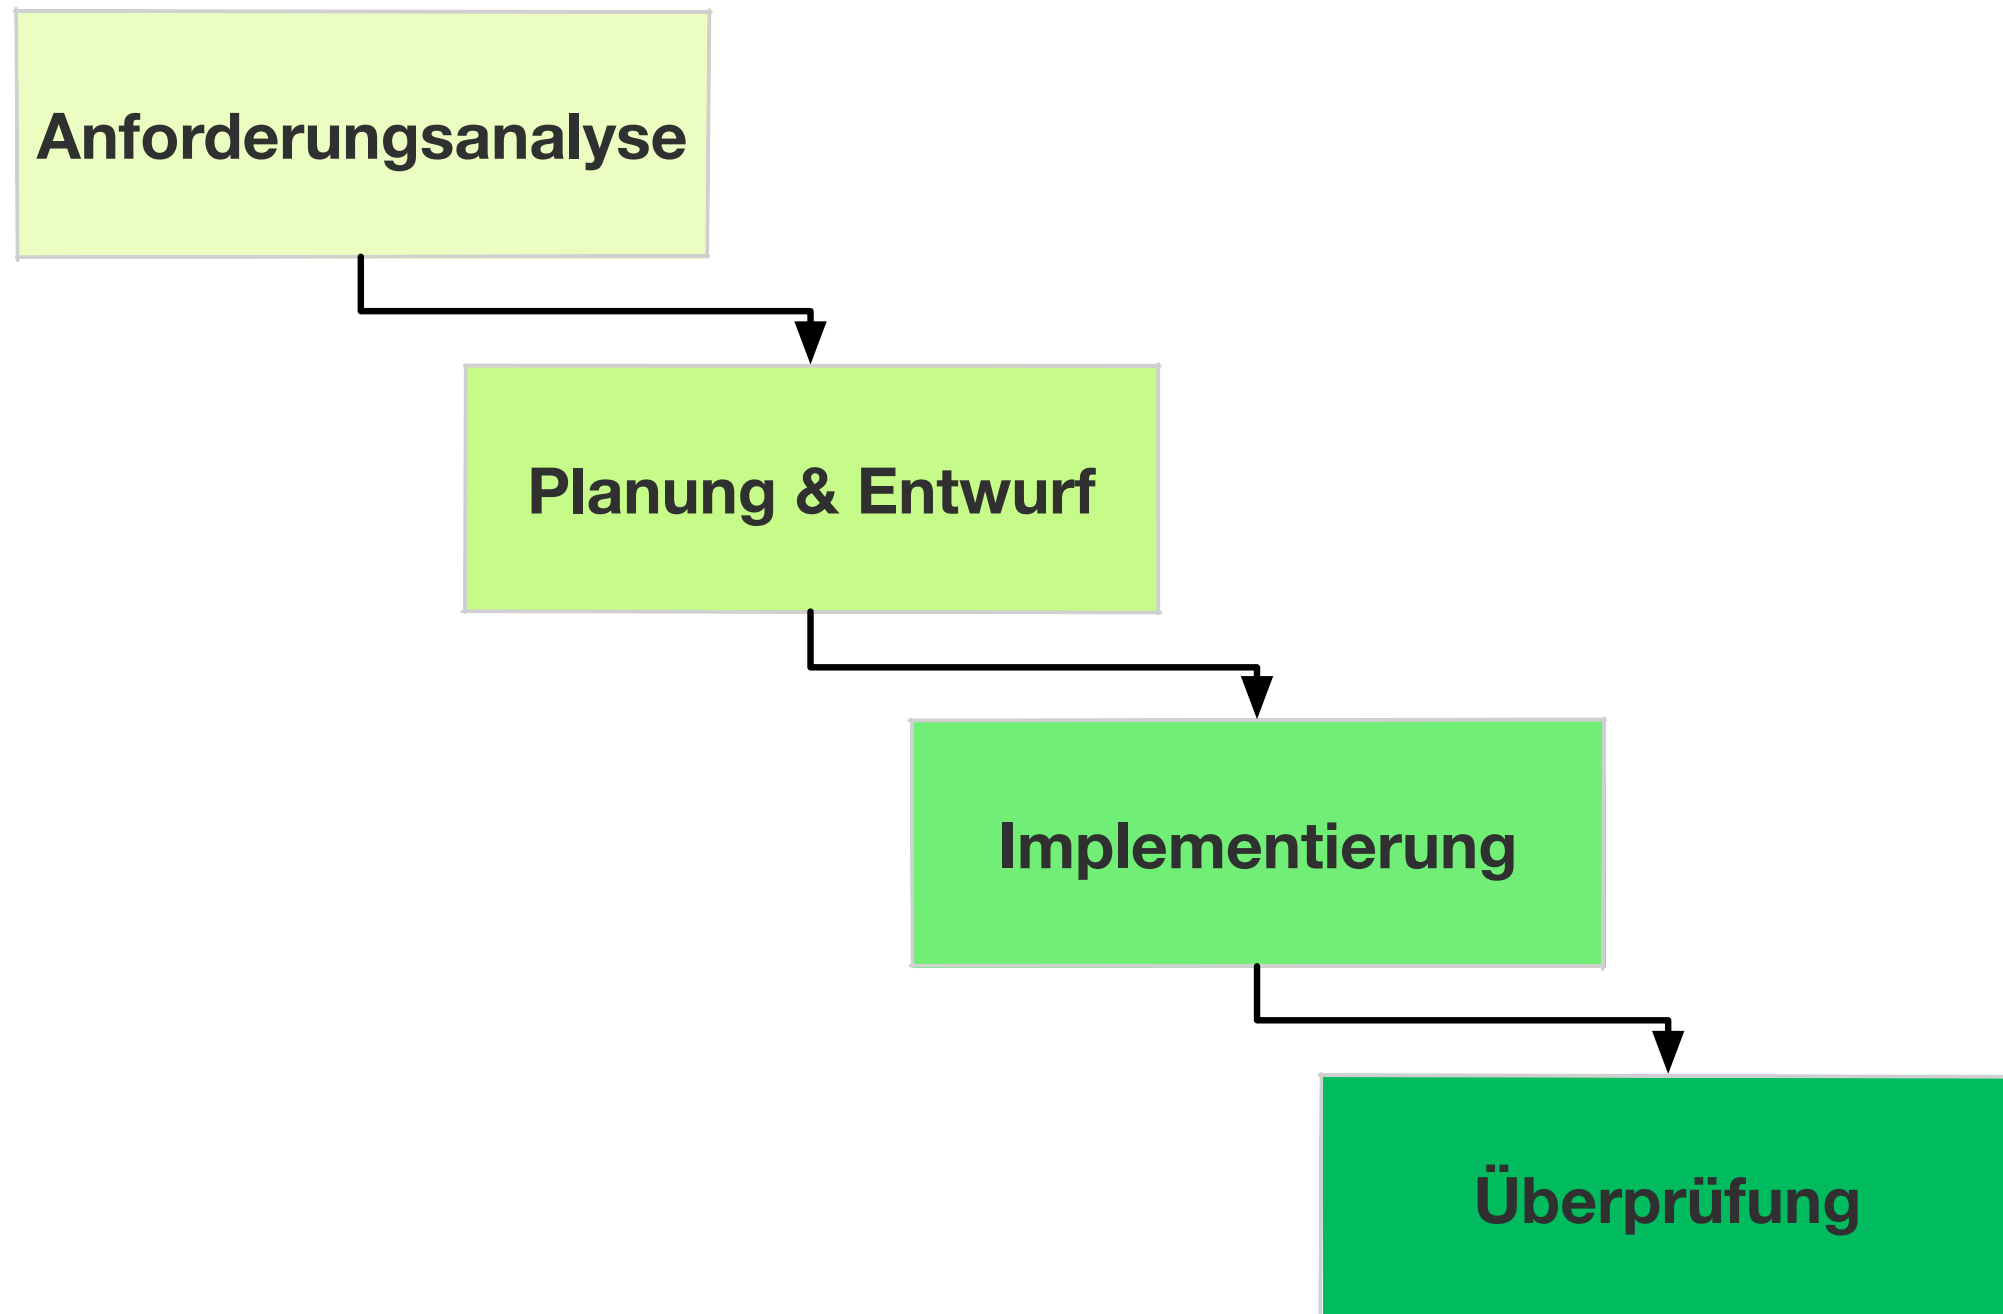 Anforderungsanalyse
Planung & Entwurf
Implementierung
Überprüfung